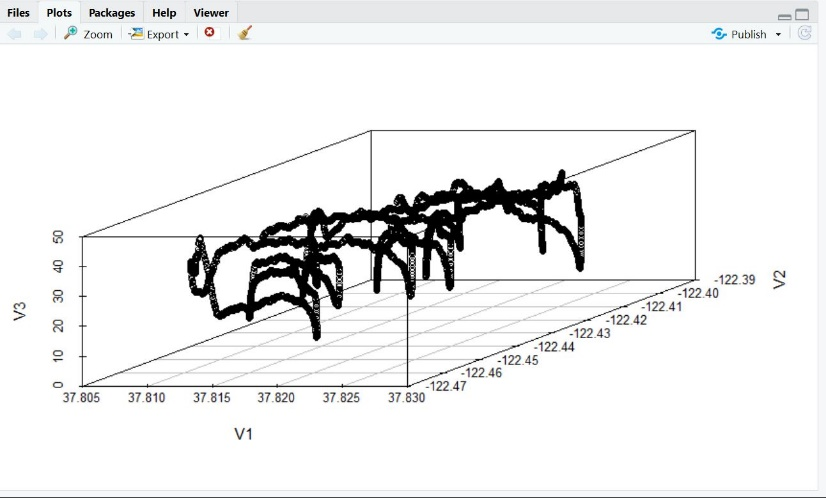 Files Plots Packages Help Viewer
Zoom Export Publish
50
40
30
20
10
0
V3
37.805 37.810 37.815 37.820 37.825 37.830
V1
-122.39
-122.40
-122.41
-122.42
-122.43
-122.44
-122.45
-122.46
-122.47
V2